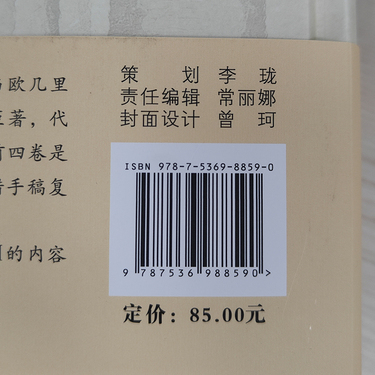 欧几里
著，代
四卷是
手稿复
的内容
策 划 李 珑
责任编辑 常丽娜
封面设计 曾 珂
ISBN 978-7-5369-8859-0
9 787536 988590 >
定价：85.00元